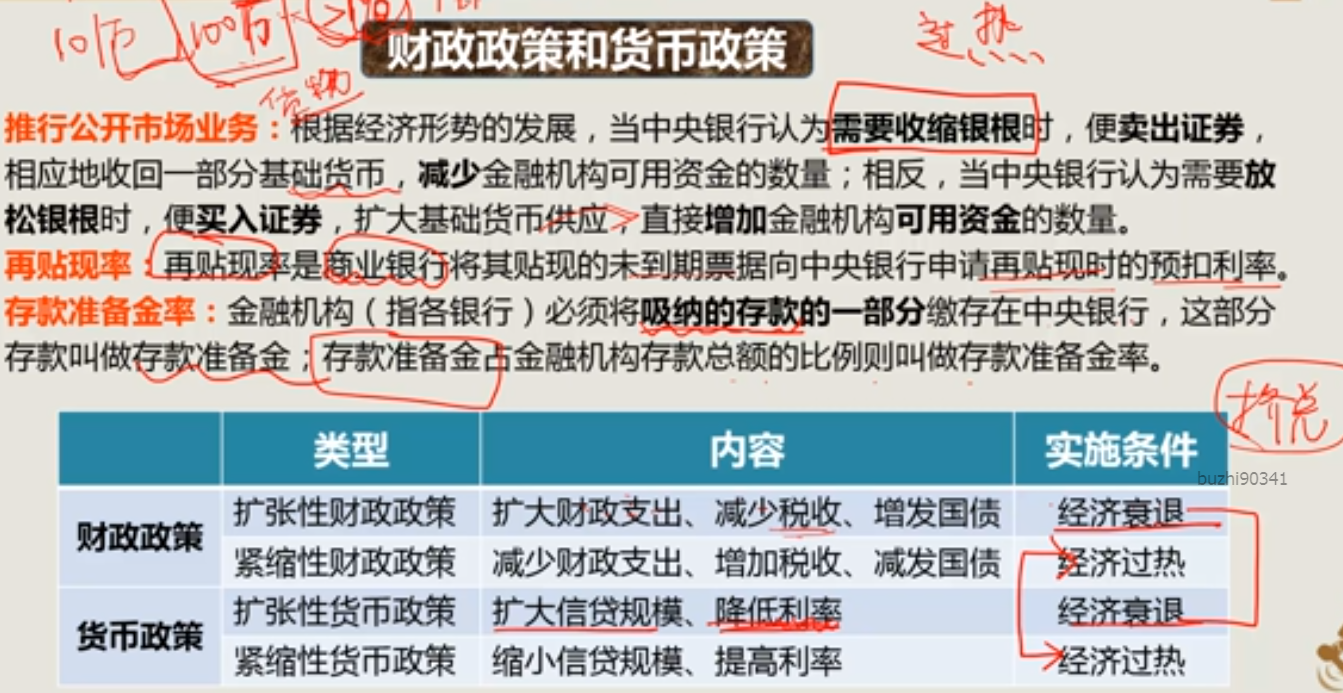 10万 100万
财政政策和货币政策
过热
货物
推行公开市场业务：根据经济形势的发展，当中央银行认为需要收缩银根时，便卖出证券，
相应地收回一部分基础货币，减少金融机构可用资金的数量；相反，当中央银行认为需要放
松银根时，便买入证券，扩大基础货币供应，直接增加金融机构可用资金的数量。
再贴现率：再贴现率是商业银行将其贴现的未到期票据向中央银行申请再贴现时的预扣利率。
存款准备金率：金融机构（指各银行）必须将吸纳的存款的一部分缴存在中央银行，这部分
存款叫做存款准备金；存款准备金占金融机构存款总额的比例则叫做存款准备金率。
挤兑
类型 内容 实施条件
buzhi90341
财政政策
扩张性财政政策 扩大财政支出、减少税收、增发国债 经济衰退
紧缩性财政政策 减少财政支出、增加税收、减发国债 经济过热
货币政策
扩张性货币政策 扩大信贷规模、降低利率 经济衰退
紧缩性货币政策 缩小信贷规模、提高利率 经济过热